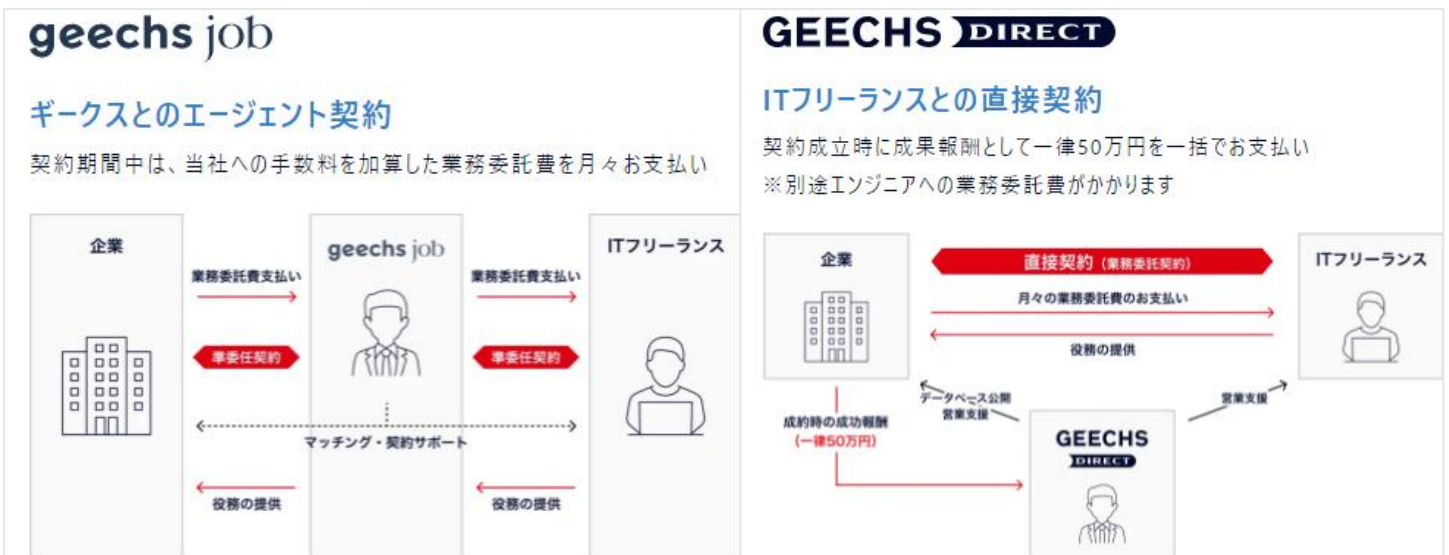 geechs job
ギークスとのエージェント契約
契約期間中は、当社への手数料を加算した業務委託費を月々お支払い
企業
geechs job
ITフリーランス
業務委託費支払い
業務委託費支払い
準委任契約
準委任契約
マッチング・契約サポート
役務の提供
役務の提供
GEECHS DIRECT
ITフリーランスとの直接契約
契約成立時に成果報酬として一律50万円を一括でお支払い
※別途エンジニアへの業務委託費がかかります
企業
直接契約（業務委託契約）
ITフリーランス
月々の業務委託費のお支払い
役務の提供
データベース公開
営業支援
営業支援
成約時の成功報酬
（一律50万円）
GEECHS
DIRECT